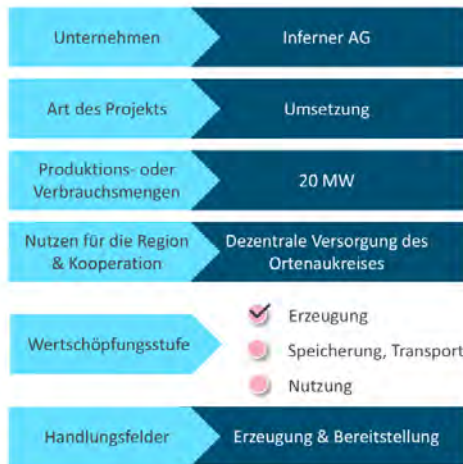 Unternehmen
Inferner AG
Art des Projekts
Umsetzung
Produktions- oder
Verbrauchsmengen
20 MW
Nutzen für die Region
& Kooperation
Dezentrale Versorgung des
Ortenaukreises
Wertschöpfungsstufe
Erzeugung
Speicherung, Transport
Nutzung
Handlungsfelder
Erzeugung & Bereitstellung